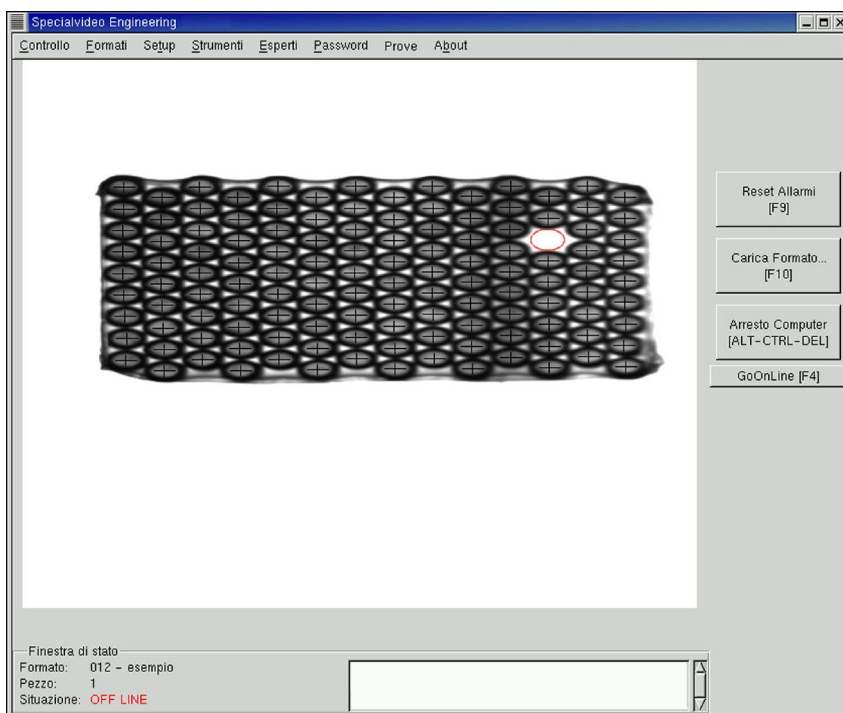 Specialvideo Engineering
Controllo Formati Setup Strumenti Esperti Password Prove About
Reset Allarmi
[F9]
Carica Formato...
[F10]
Arresto Computer
[ALT-CTRL-DEL]
GoOnLine [F4]
Finestra di stato
Formato: 012 - esempio
Pezzo: 1
Situazione: OFF LINE